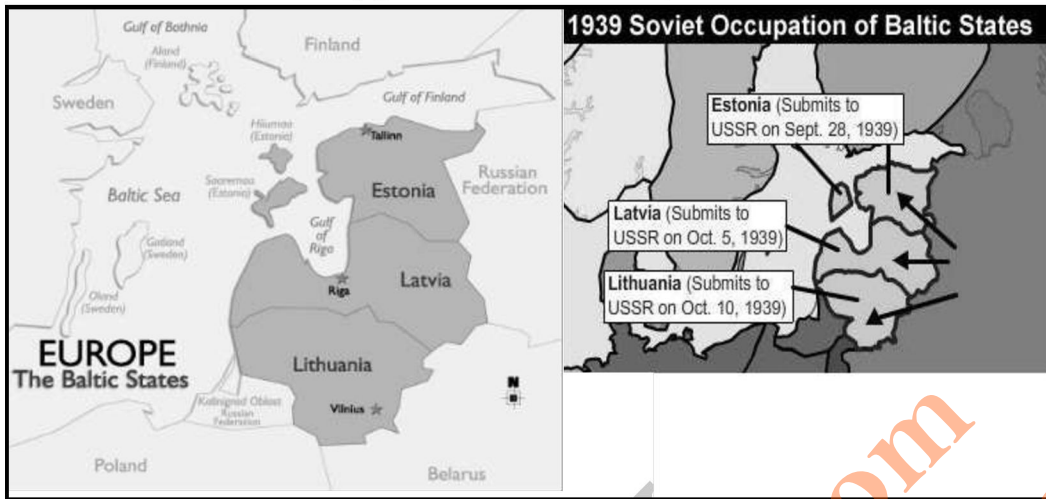 Gulf of Bothnia
Aland
(Finland)
Finland
Sweden
Gulf of Finland
Hiiumaa
(Estonia)
Tallinn
Russian
Federation
Saaremaa
(Estonia)
Estonia
Baltic Sea
Gulf
of
Riga
Gotland
(Sweden)
Latvia
Riga
Oland
(Sweden)
EUROPE
The Baltic States
Lithuania
N
Kaliningrad Oblast
Russian
Federation
Vilnius
Poland
Belarus
1939 Soviet Occupation of Baltic States
Estonia (Submits to
USSR on Sept. 28, 1939)
Latvia (Submits to
USSR on Oct. 5, 1939)
Lithuania (Submits to
USSR on Oct. 10, 1939)
om